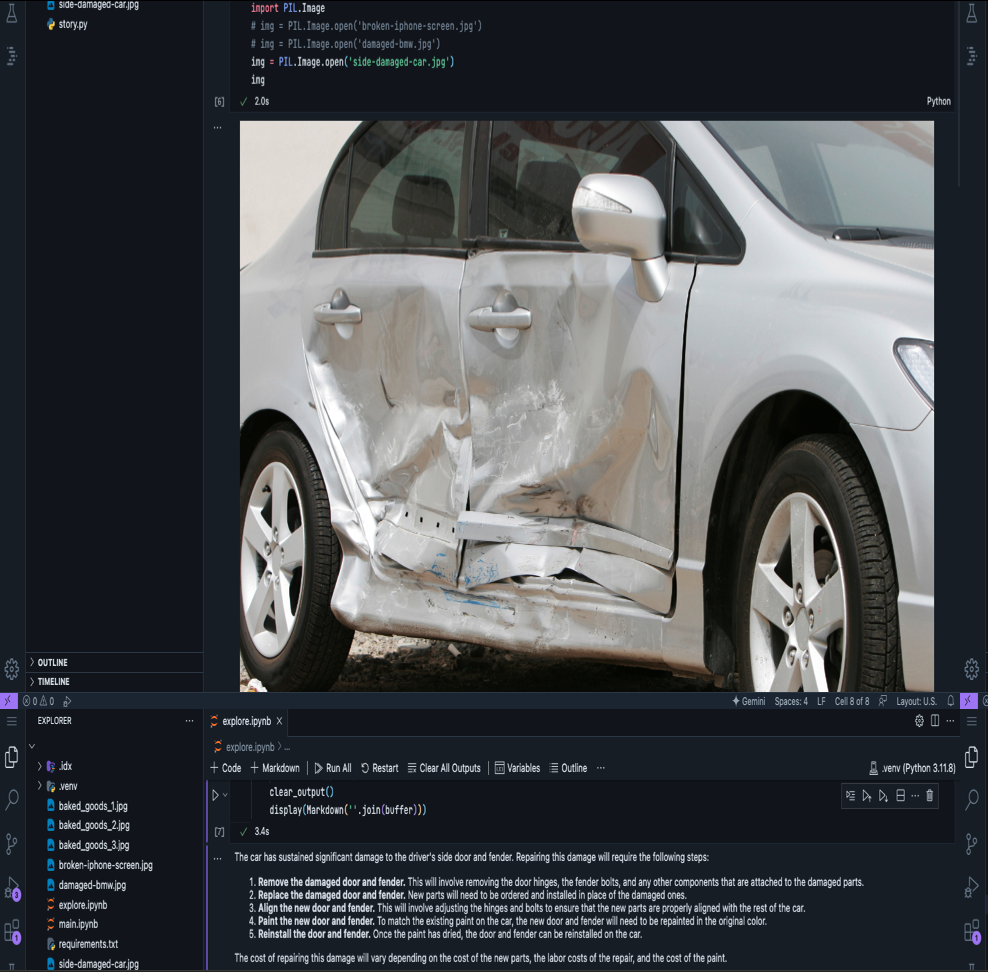 side-damaged-car.jpg
story.py
import PIL.Image
# img = PIL.Image.open('broken-iphone-screen.jpg')
# img = PIL.Image.open('damaged-bmw.jpg')
img = PIL.Image.open('side-damaged-car.jpg')
img
[6] ✓ 2.0s
Python
...
OUTLINE
TIMELINE
0 0
Gemini Spaces: 4 LF Cell 8 of 8 Layout: U.S.
EXPLORER ...
explore.ipynb X
...
explore.ipynb > ...
+ Code + Markdown Run All Restart Clear All Outputs Variables Outline ...
.venv (Python 3.11.8)
.idx
.venv
baked_goods_1.jpg
baked_goods_2.jpg
baked_goods_3.jpg
broken-iphone-screen.jpg
damaged-bmw.jpg
explore.ipynb
main.ipynb
requirements.txt
side-damaged-car.jpg
3
1
clear_output()
display(Markdown(''.join(buffer)))
...
[7] ✓ 3.4s
...
The car has sustained significant damage to the driver's side door and fender. Repairing this damage will require the following steps:
1. Remove the damaged door and fender. This will involve removing the door hinges, the fender bolts, and any other components that are attached to the damaged parts.
2. Replace the damaged door and fender. New parts will need to be ordered and installed in place of the damaged ones.
3. Align the new door and fender. This will involve adjusting the hinges and bolts to ensure that the new parts are properly aligned with the rest of the car.
4. Paint the new door and fender. To match the existing paint on the car, the new door and fender will need to be repainted in the original color.
5. Reinstall the door and fender. Once the paint has dried, the door and fender can be reinstalled on the car.
The cost of repairing this damage will vary depending on the cost of the new parts, the labor costs of the repair, and the cost of the paint.
1